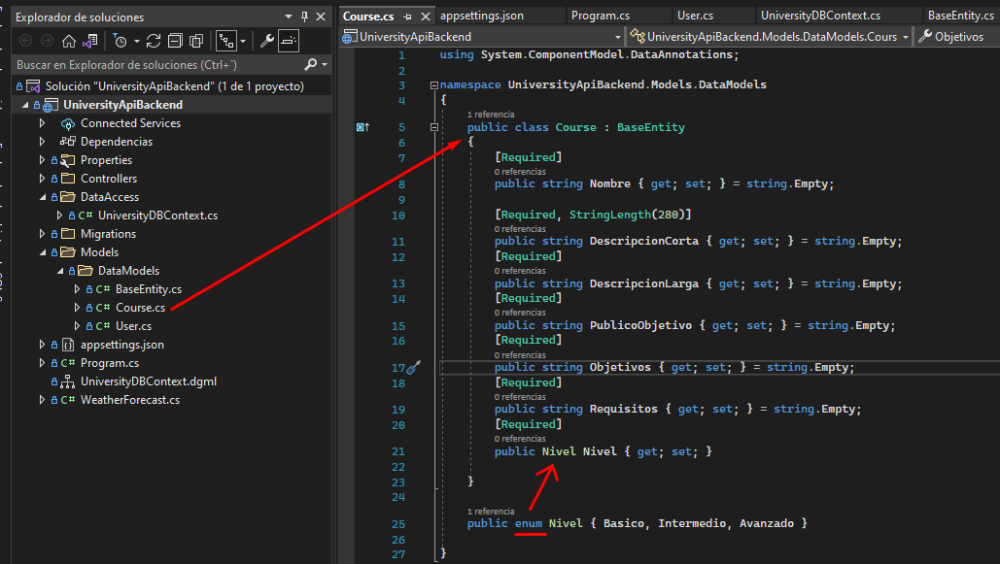 Explorador de soluciones
Buscar en Explorador de soluciones (Ctrl+`)
Solución "UniversityApiBackend" (1 de 1 proyecto)
UniversityApiBackend
Connected Services
Dependencias
Properties
Controllers
DataAccess
C# UniversityDBContext.cs
Migrations
Models
DataModels
C# BaseEntity.cs
C# Course.cs
C# User.cs
appsettings.json
C# Program.cs
UniversityDBContext.dgml
C# WeatherForecast.cs
Course.cs appsettings.json Program.cs User.cs UniversityDBContext.cs BaseEntity.cs
UniversityApiBackend UniversityApiBackend.Models.DataModels.Cours Objetivos
1 using System.ComponentModel.DataAnnotations;
2
3 namespace UniversityApiBackend.Models.DataModels
4 {
1 referencia
5 public class Course : BaseEntity
6 {
7 [Required]
0 referencias
8 public string Nombre { get; set; } = string.Empty;
9
10 [Required, StringLength(280)]
0 referencias
11 public string DescripcionCorta { get; set; } = string.Empty;
12 [Required]
0 referencias
13 public string DescripcionLarga { get; set; } = string.Empty;
14 [Required]
0 referencias
15 public string PublicoObjetivo { get; set; } = string.Empty;
16 [Required]
0 referencias
17 public string Objetivos { get; set; } = string.Empty;
18 [Required]
0 referencias
19 public string Requisitos { get; set; } = string.Empty;
20 [Required]
0 referencias
21 public Nivel Nivel { get; set; }
22
23 }
24
1 referencia
25 public enum Nivel { Basico, Intermedio, Avanzado }
26
27 }